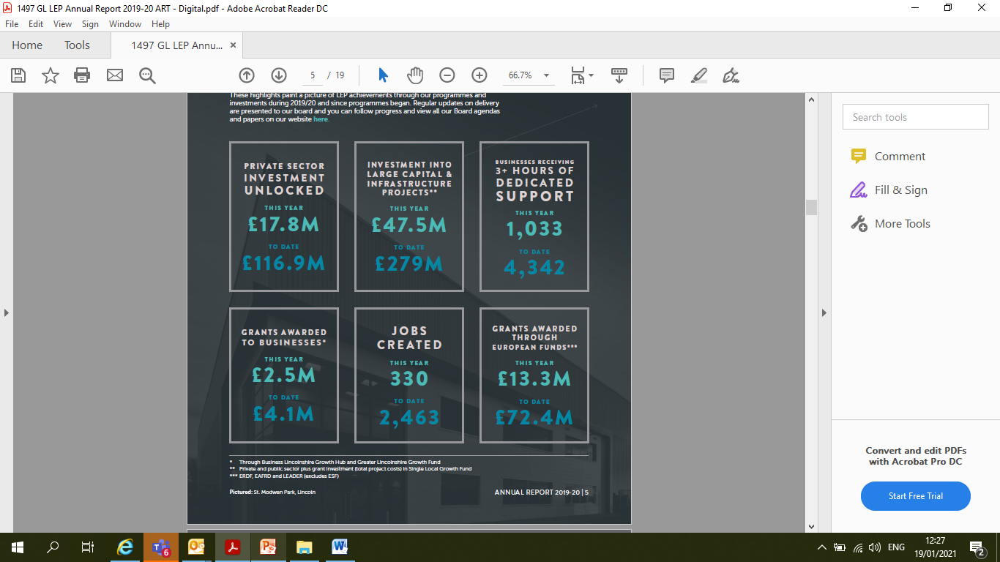 1497 GL LEP Annual Report 2019-20 ART - Digital.pdf - Adobe Acrobat Reader DC
File Edit View Sign Window Help
Home Tools 1497 GL LEP Annu... ×
5 / 19 66.7%
These highlights paint a picture of LEP achievements through our programmes and
investments during 2019/20 and since programmes began. Regular updates on delivery
are presented to our board and you can follow progress and view all our Board agendas
and papers on our website here.
PRIVATE SECTOR
INVESTMENT
UNLOCKED
THIS YEAR
£17.8M
TO DATE
£116.9M
INVESTMENT INTO
LARGE CAPITAL &
INFRASTRUCTURE
PROJECTS**
THIS YEAR
£47.5M
TO DATE
£279M
BUSINESSES RECEIVING
3+ HOURS OF
DEDICATED
SUPPORT
THIS YEAR
1,033
TO DATE
4,342
GRANTS AWARDED
TO BUSINESSES*
THIS YEAR
£2.5M
TO DATE
£4.1M
JOBS
CREATED
THIS YEAR
330
TO DATE
2,463
GRANTS AWARDED
THROUGH
EUROPEAN FUNDS***
THIS YEAR
£13.3M
TO DATE
£72.4M
* Through Business Lincolnshire Growth Hub and Greater Lincolnshire Growth Fund
** Private and public sector plus grant investment (total project costs) in Single Local Growth Fund
*** ERDF, EAFRD and LEADER (excludes ESF)
Pictured: St. Modwen Park, Lincoln
ANNUAL REPORT 2019-20 | 5
Search tools
Comment
Fill & Sign
More Tools
Convert and edit PDFs
with Acrobat Pro DC
Start Free Trial
6
ENG
12:27
19/01/2021
2